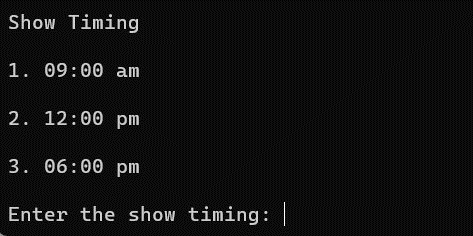 Show Timing
1. 09:00 am
2. 12:00 pm
3. 06:00 pm
Enter the show timing: